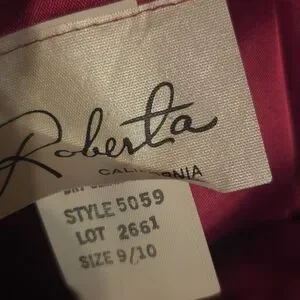 Roberta
CALIFORNIA
STYLE 5059
LOT 2661
SIZE 9/10